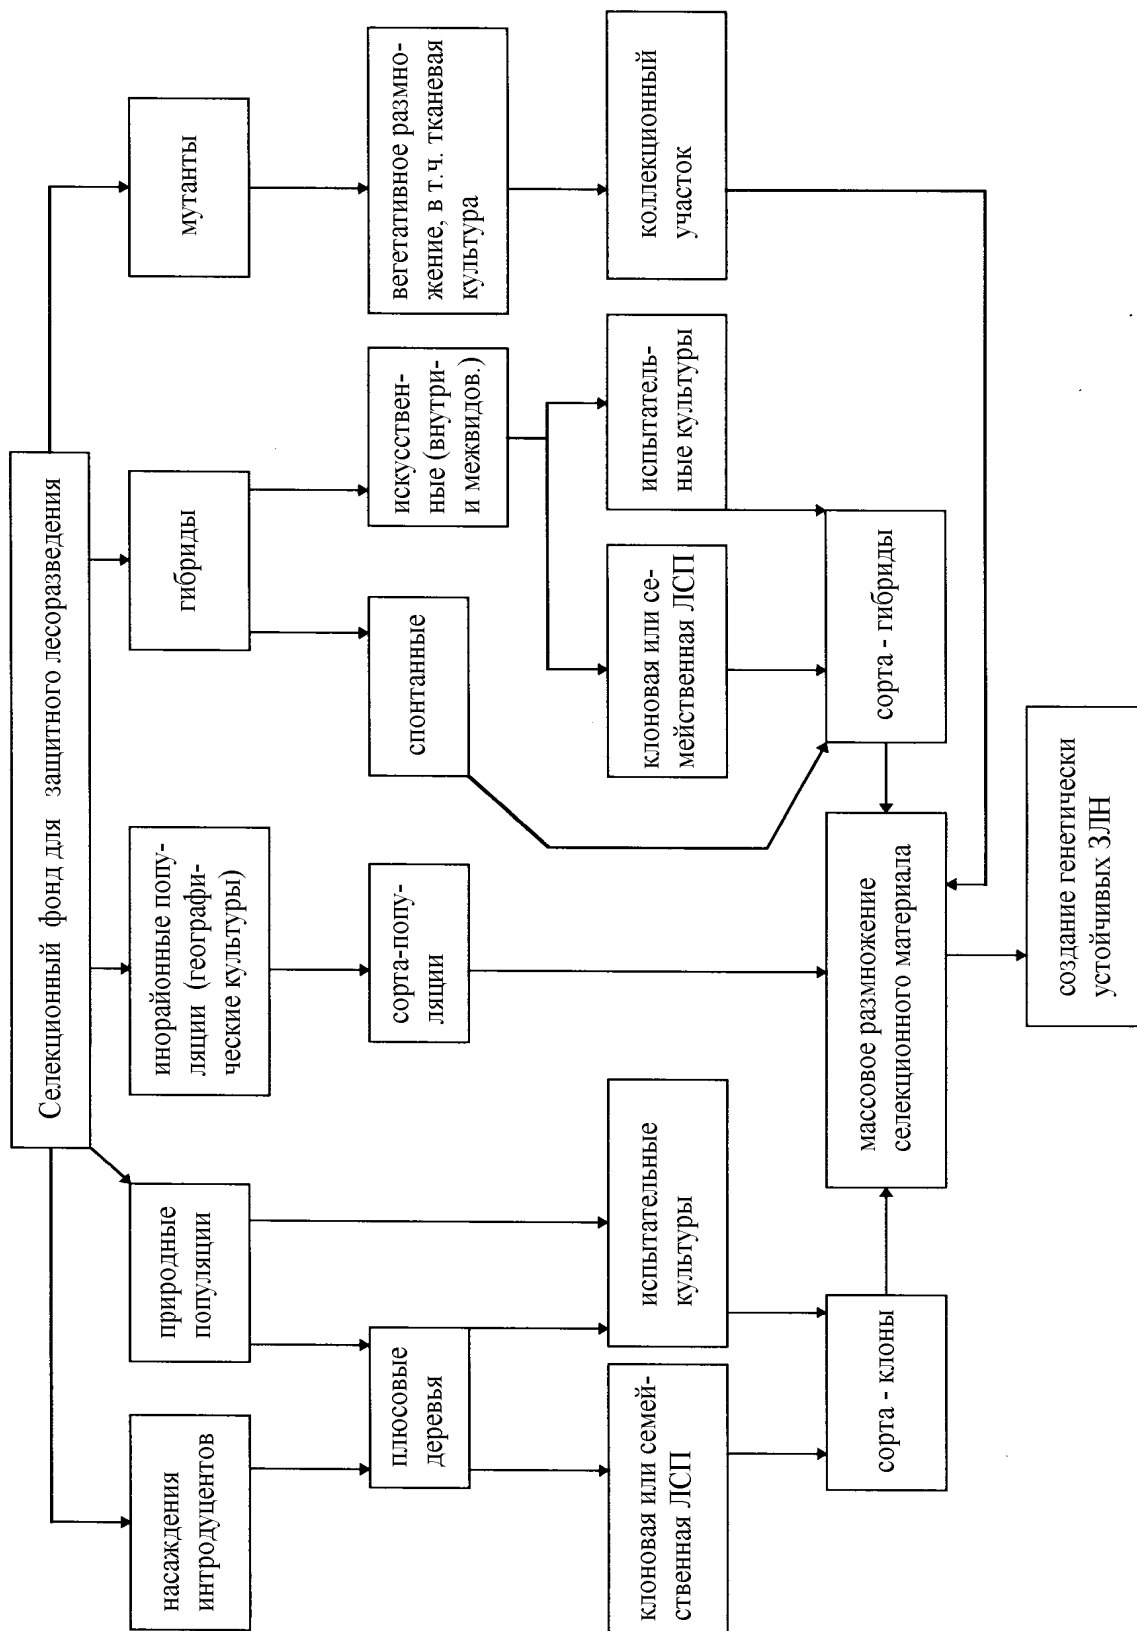 Селекционный фонд для защитного лесоразведения
насаждения
интродуцентов
природные
популяции
инорайонные попу-
ляции (географи-
ческие культуры)
гибриды
мутанты
плюсовые
деревья
сорта-попу-
ляции
спонтанные
искусствен-
ные (внутри-
и межвидов.)
вегетативное размно-
жение, в т.ч. тканевая
культура
клоновая или семей-
ственная ЛСП
испытательные
культуры
клоновая или се-
мейственная ЛСП
испытатель-
ные культуры
коллекционный
участок
сорта - клоны
массовое размножение
селекционного материала
сорта - гибриды
создание генетически
устойчивых ЗЛН